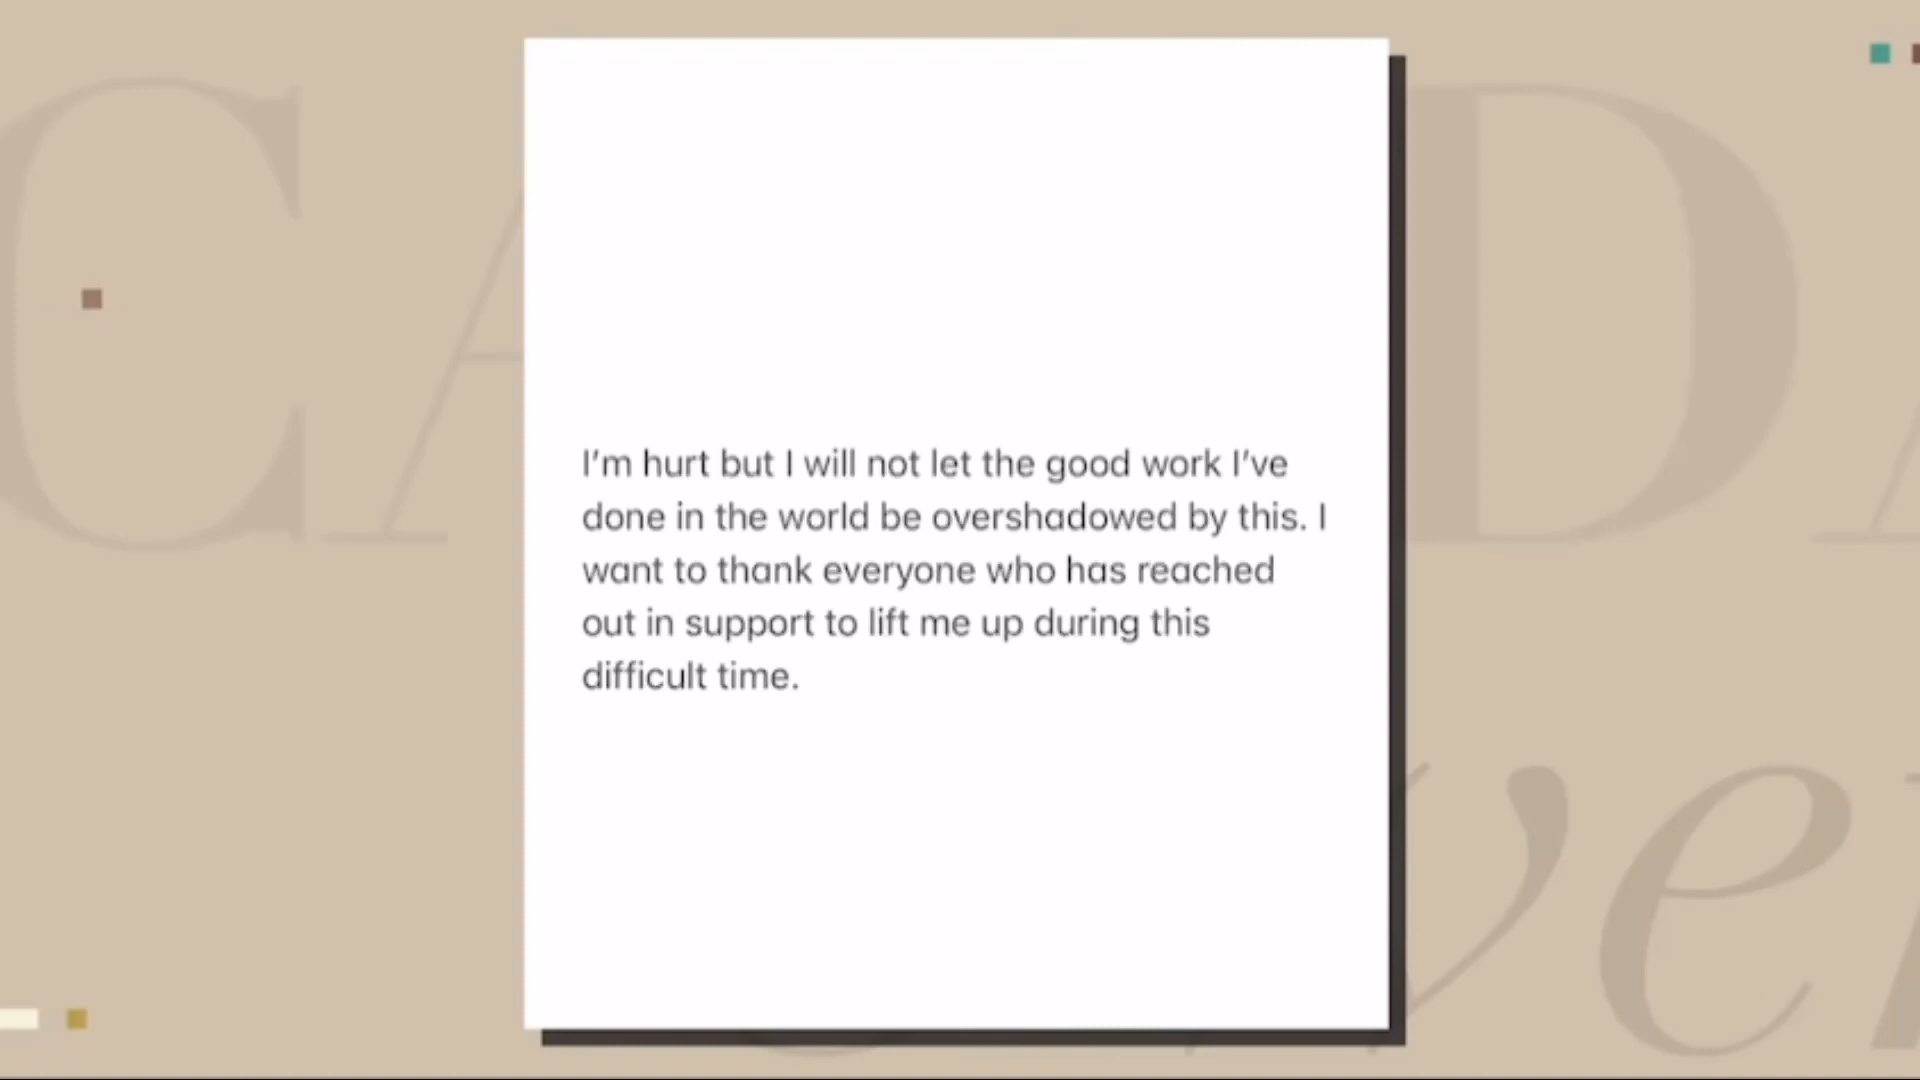 I'm hurt but I will not let the good work I've
done in the world be overshadowed by this. I
want to thank everyone who has reached
out in support to lift me up during this
difficult time.